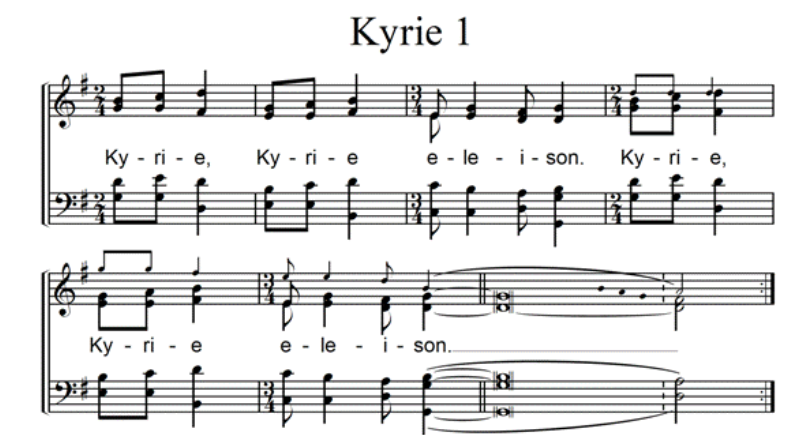 Kyrie 1
Ky - ri - e, Ky - ri - e e - le - i - son. Ky - ri - e,
Ky - ri - e e - le - i - son.